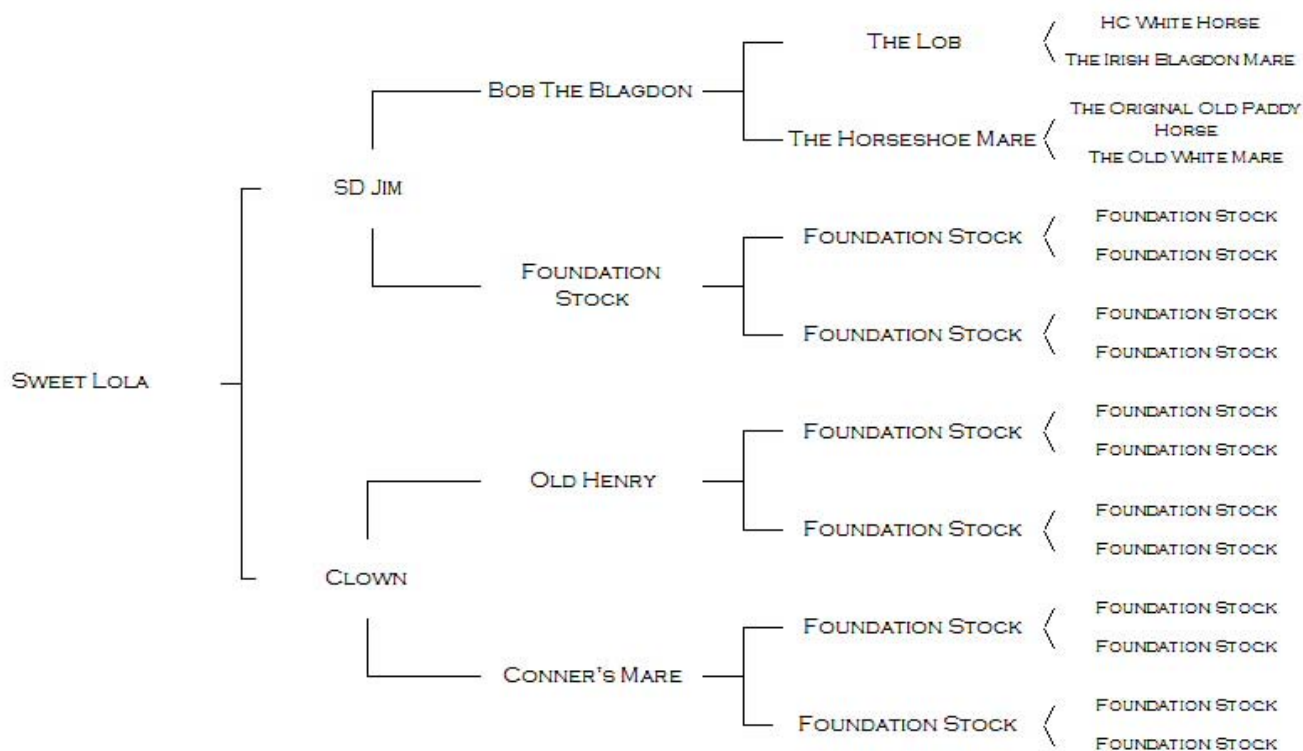 HC White Horse
The Lob
The Irish Blagdon Mare
Bob The Blagdon
The Original Old Paddy
Horse
The Horseshoe Mare
The Old White Mare
SD Jim
Foundation Stock
Foundation Stock
Foundation Stock
Foundation
Stock
Foundation Stock
Foundation Stock
Foundation Stock
Sweet Lola
Foundation Stock
Foundation Stock
Foundation Stock
Old Henry
Foundation Stock
Foundation Stock
Foundation Stock
Clown
Foundation Stock
Foundation Stock
Foundation Stock
Conner's Mare
Foundation Stock
Foundation Stock
Foundation Stock